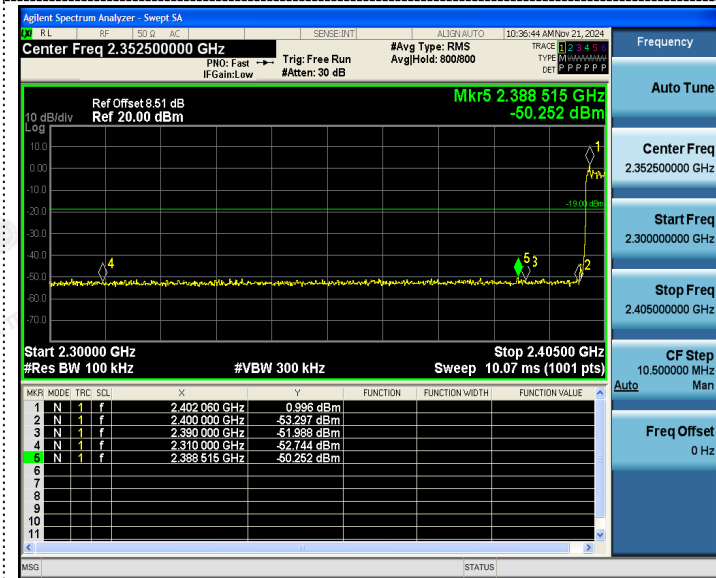 Agilent Spectrum Analyzer - Swept SA
LXI RL RF 50 Ω AC SENSE:INT ALIGN AUTO 10:36:44 AM Nov 21, 2024
Center Freq 2.352500000 GHz #Avg Type: RMS TRACE 1 2 3 4 5 6
PNO: Fast Trig: Free Run Avg|Hold: 800/800 TYPE M
IFGain:Low #Atten: 30 dB DET P P P P P P
Frequency
Auto Tune
Center Freq
2.352500000 GHz
Start Freq
2.300000000 GHz
Stop Freq
2.405000000 GHz
CF Step
10.500000 MHz
Auto Man
Freq Offset
0 Hz
Mkr5 2.388 515 GHz
-50.252 dBm
Ref Offset 8.51 dB
10 dB/div Ref 20.00 dBm
Log
10.0
0.00
-10.0
-20.0
-30.0
-40.0
-50.0
-60.0
-70.0
-19.00 dBm
1
4
5
3
2
Start 2.30000 GHz Stop 2.40500 GHz
#Res BW 100 kHz #VBW 300 kHz Sweep 10.07 ms (1001 pts)
MKR MODE TRC SCL X Y FUNCTION FUNCTION WIDTH FUNCTION VALUE
1 N 1 f 2.402 060 GHz 0.996 dBm
2 N 1 f 2.400 000 GHz -53.297 dBm
3 N 1 f 2.390 000 GHz -51.988 dBm
4 N 1 f 2.310 000 GHz -52.744 dBm
5 N 1 f 2.388 515 GHz -50.252 dBm
6
7
8
9
10
11
MSG STATUS